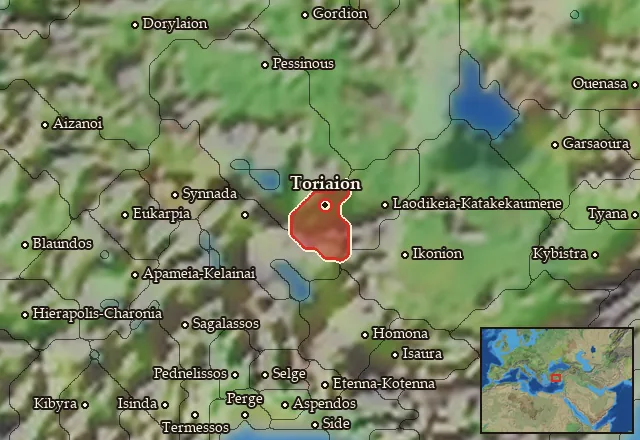 Gordion
Dorylaion
Pessinous
Ouenasa
Aizanoi
Garsaoura
Toriaion
Synnada
Laodikeia-Katakekaumene
Eukarpia
Tyana
Blaundos
Ikonion
Kybistra
Apameia-Kelainai
Hierapolis-Charonia
Sagalassos
Homona
Isaura
Pednelissos
Selge
Etenna-Kotenna
Kibyra
Isinda
Perge
Aspendos
Termessos
Side